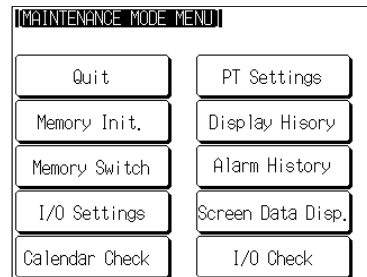 [MAINTENANCE MODE MENU]
Quit
PT Settings
Memory Init.
Display Hisory
Memory Switch
Alarm History
I/O Settings
Screen Data Disp.
Calendar Check
I/O Check